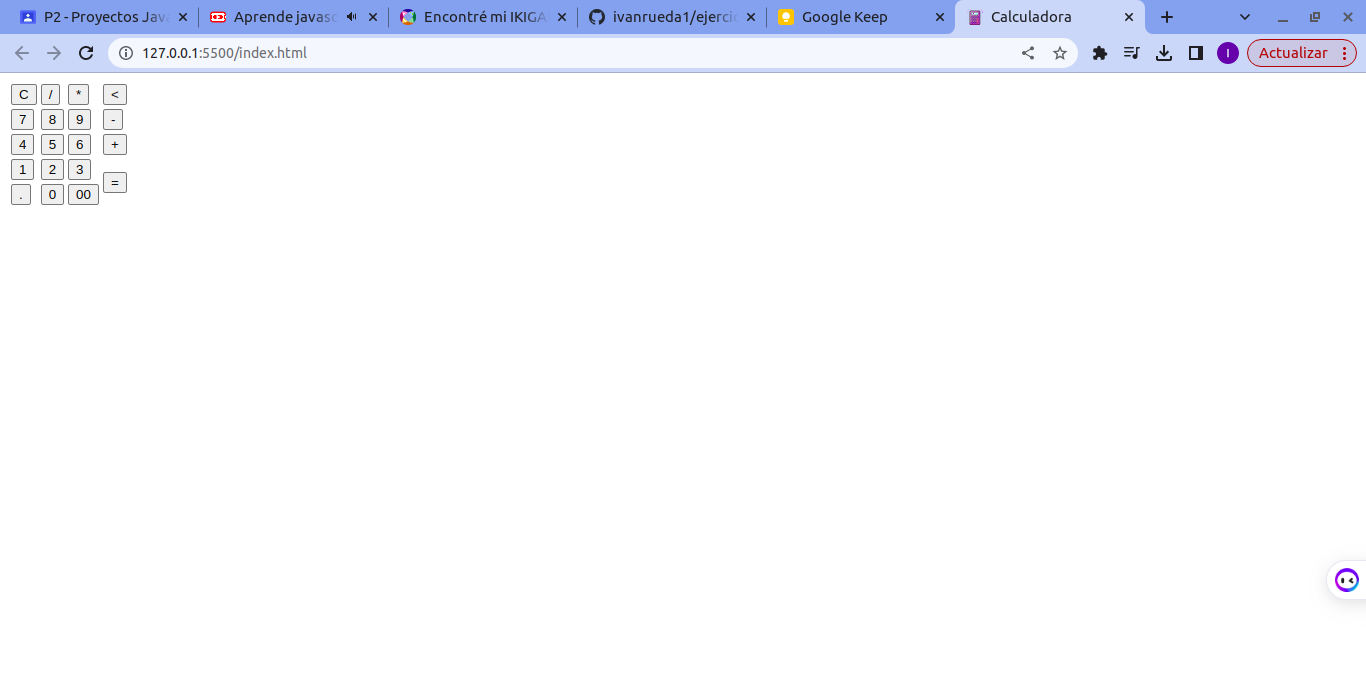 P2 - Proyectos Java
Aprende javasc
Encontré mi IKIGA
ivanrueda1/ejercic
Google Keep
Calculadora
127.0.0.1:5500/index.html
I
Actualizar
C / * <
7 8 9 -
4 5 6 +
1 2 3
=
. 0 00